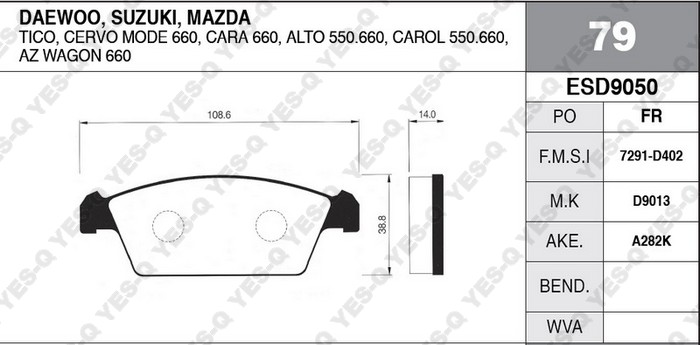 DAEWOO, SUZUKI, MAZDA
TICO, CERVO MODE 660, CARA 660, ALTO 550.660, CAROL 550.660,
AZ WAGON 660
79
ESD9050
PO FR
F.M.S.I 7291-D402
M.K D9013
AKE. A282K
BEND.
WVA
108.6
14.0
38.8
YES-Q YES-Q YES-Q YES-Q